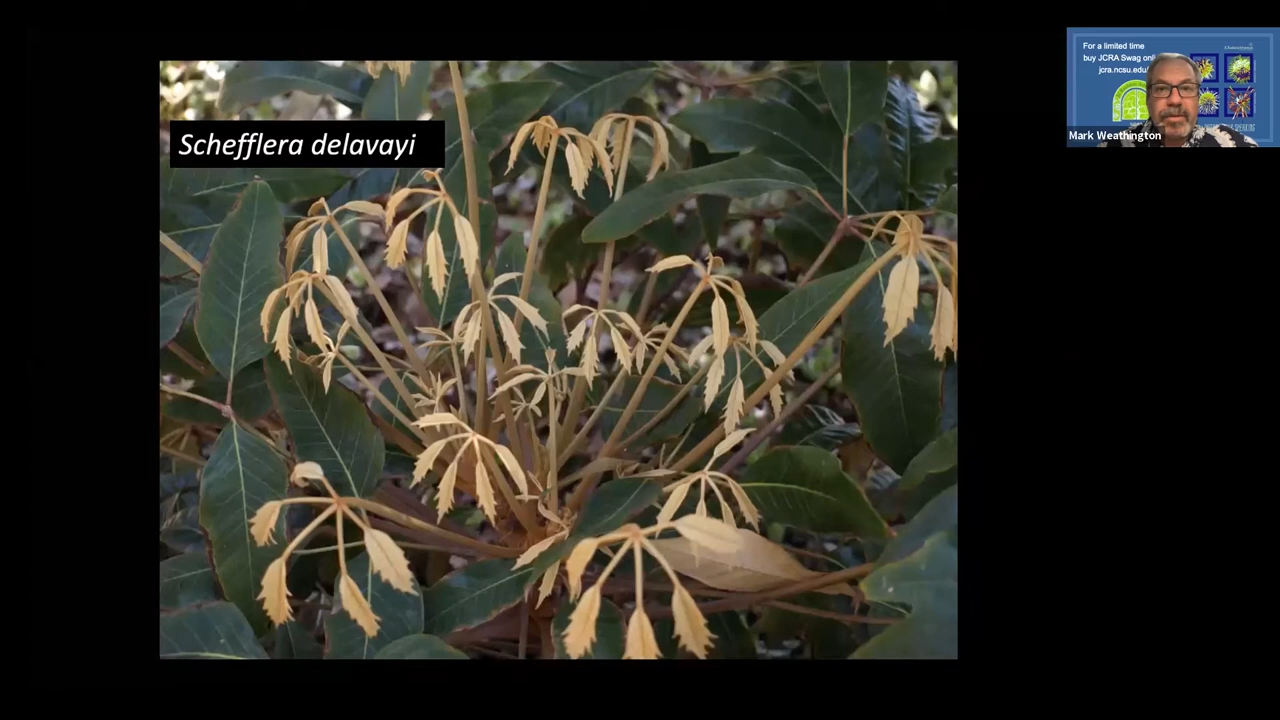 Schefflera delavayi
For a limited time
buy JCRA Swag onl
jcra.ncsu.edu/
Mark Weathington